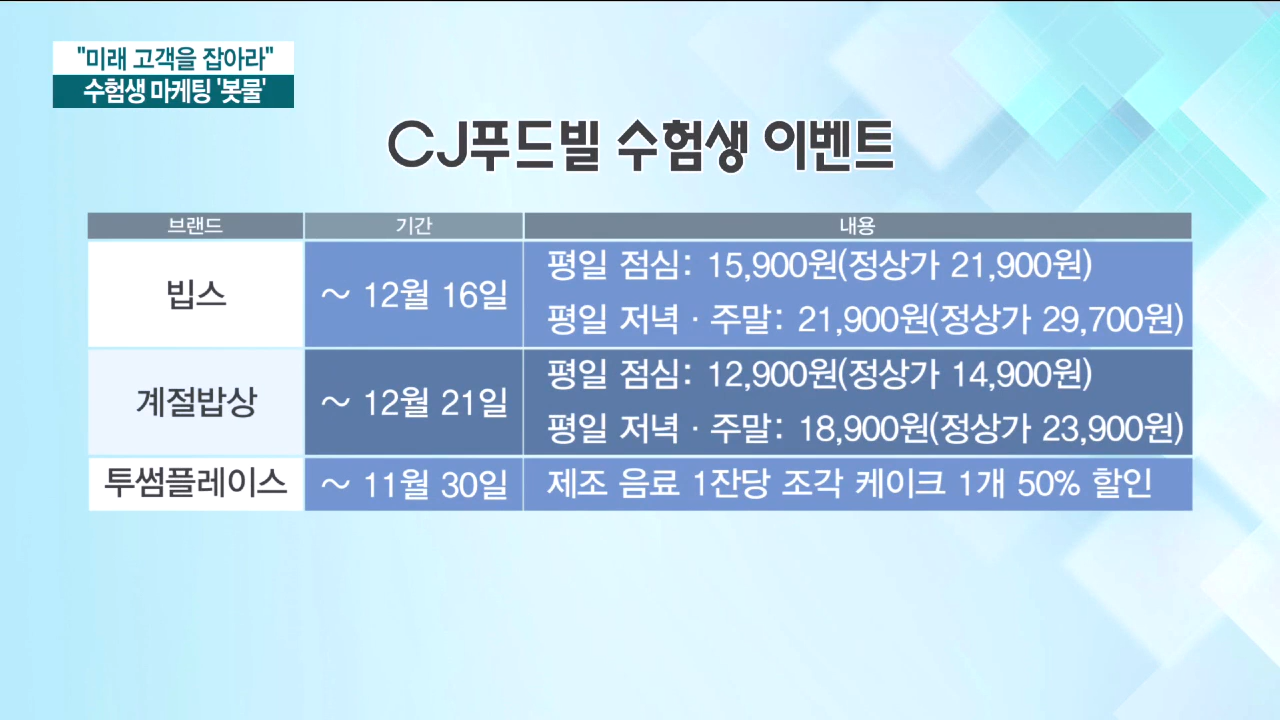 "미래 고객을 잡아라"
수험생 마케팅 '봇물'
CJ푸드빌 수험생 이벤트
브랜드 기간 내용
빕스 ~ 12월 16일 평일 점심: 15,900원(정상가 21,900원)
평일 저녁 · 주말: 21,900원(정상가 29,700원)
계절밥상 ~ 12월 21일 평일 점심: 12,900원(정상가 14,900원)
평일 저녁 · 주말: 18,900원(정상가 23,900원)
투썸플레이스 ~ 11월 30일 제조 음료 1잔당 조각 케이크 1개 50% 할인